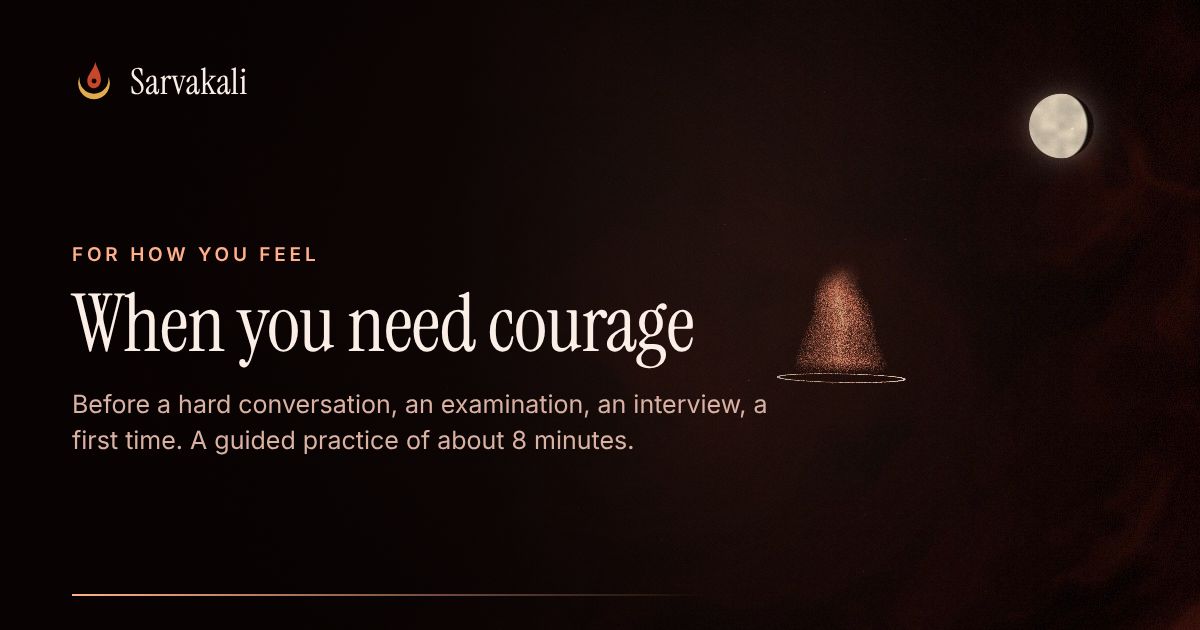 Sarvakali
FOR HOW YOU FEEL
When you need courage
Before a hard conversation, an examination, an interview, a
first time. A guided practice of about 8 minutes.